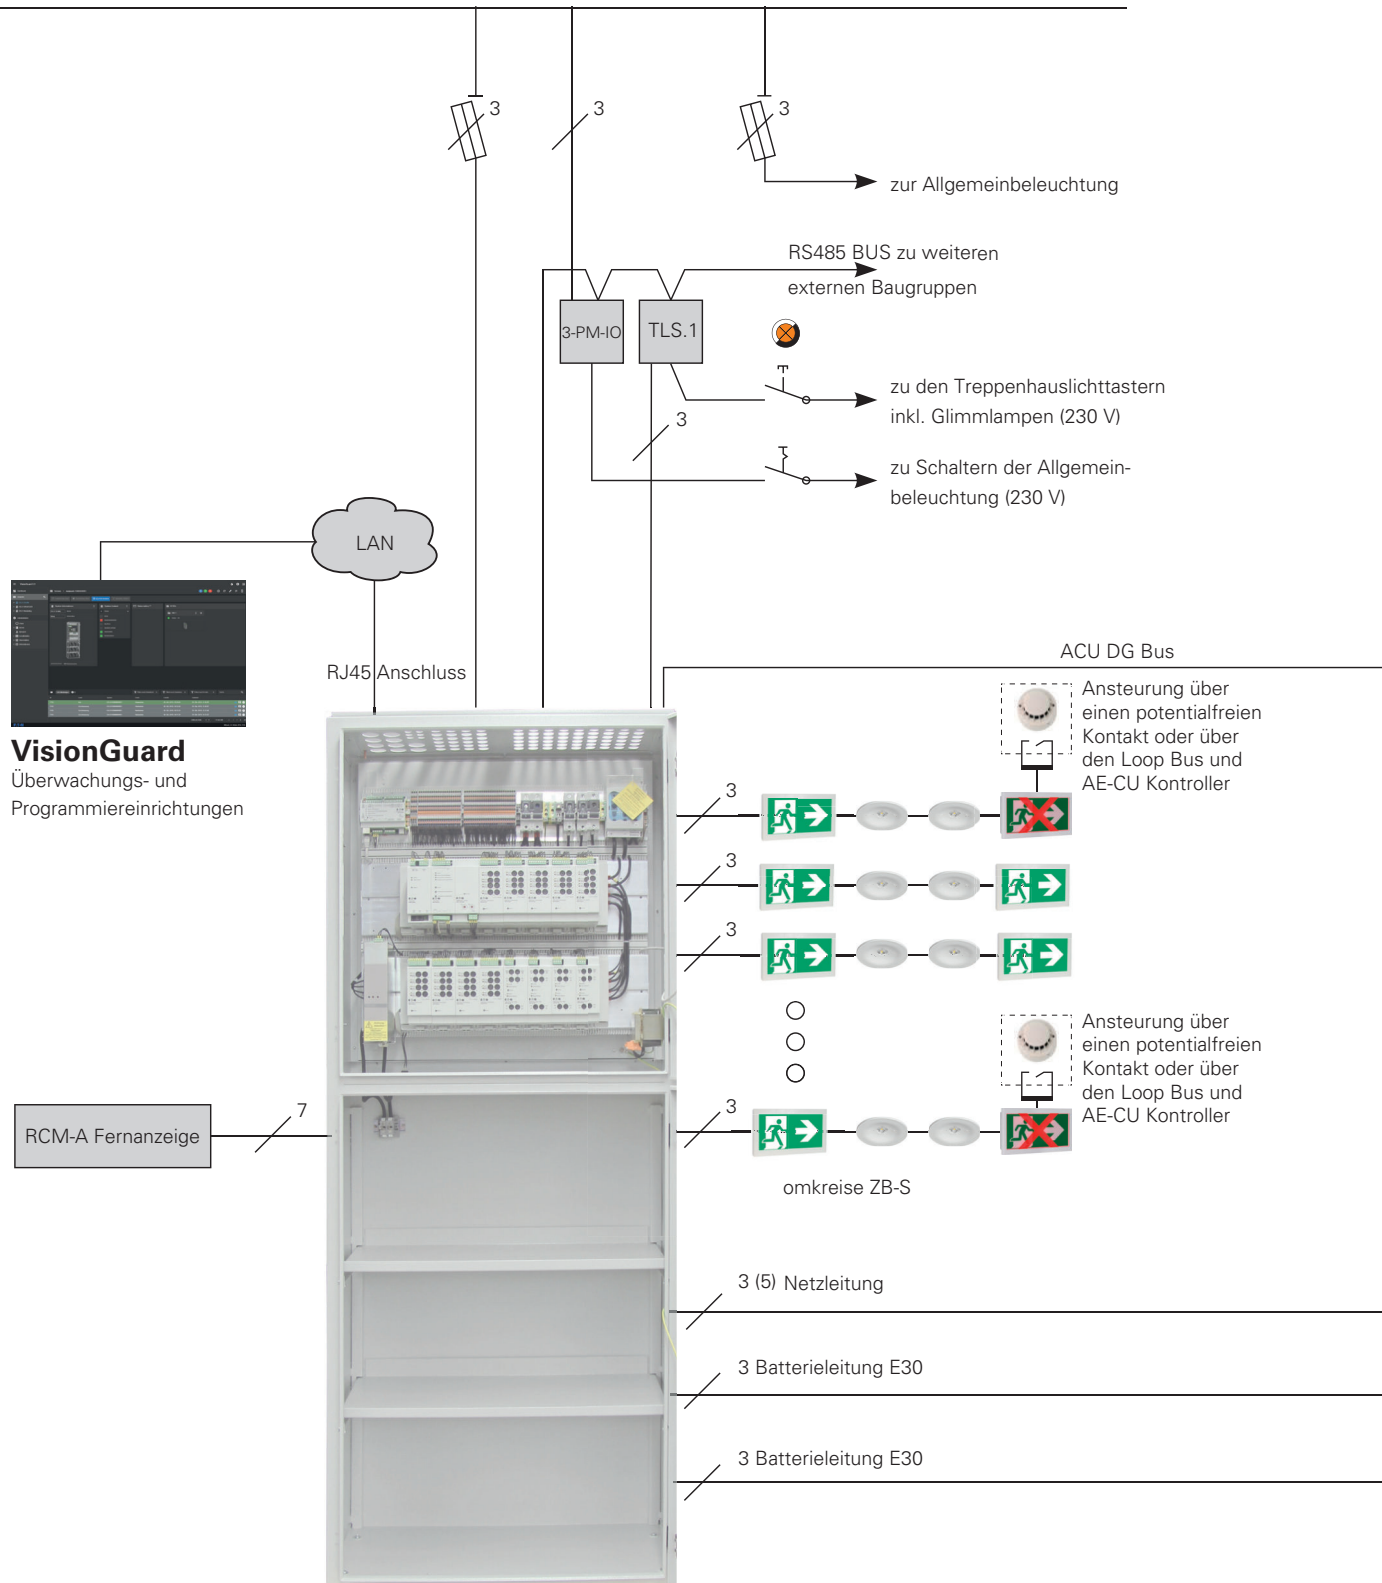 3
3
3
zur Allgemeinbeleuchtung
RS485 BUS zu weiteren
externen Baugruppen
3-PM-IO
TLS.1
zu den Treppenhauslichttastern
inkl. Glimmlampen (230 V)
3
zu Schaltern der Allgemein-
beleuchtung (230 V)
LAN
RJ45 Anschluss
ACU DG Bus
VisionGuard
Überwachungs- und
Programmiereinrichtungen
Ansteurung über
einen potentialfreien
Kontakt oder über
den Loop Bus und
AE-CU Kontroller
3
3
3
Ansteurung über
einen potentialfreien
Kontakt oder über
den Loop Bus und
AE-CU Kontroller
3
RCM-A Fernanzeige
7
omkreise ZB-S
3 (5) Netzleitung
3 Batterieleitung E30
3 Batterieleitung E30